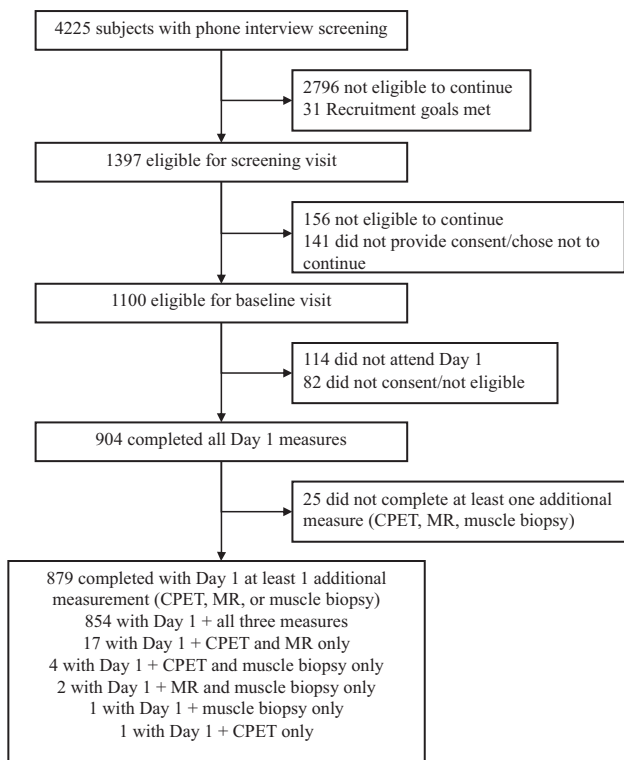 4225 subjects with phone interview screening
2796 not eligible to continue
31 Recruitment goals met
1397 eligible for screening visit
156 not eligible to continue
141 did not provide consent/chose not to
continue
1100 eligible for baseline visit
114 did not attend Day 1
82 did not consent/not eligible
904 completed all Day 1 measures
25 did not complete at least one additional
measure (CPET, MR, muscle biopsy)
879 completed with Day 1 at least 1 additional
measurement (CPET, MR, or muscle biopsy)
854 with Day 1 + all three measures
17 with Day 1 + CPET and MR only
4 with Day 1 + CPET and muscle biopsy only
2 with Day 1 + MR and muscle biopsy only
1 with Day 1 + muscle biopsy only
1 with Day 1 + CPET only